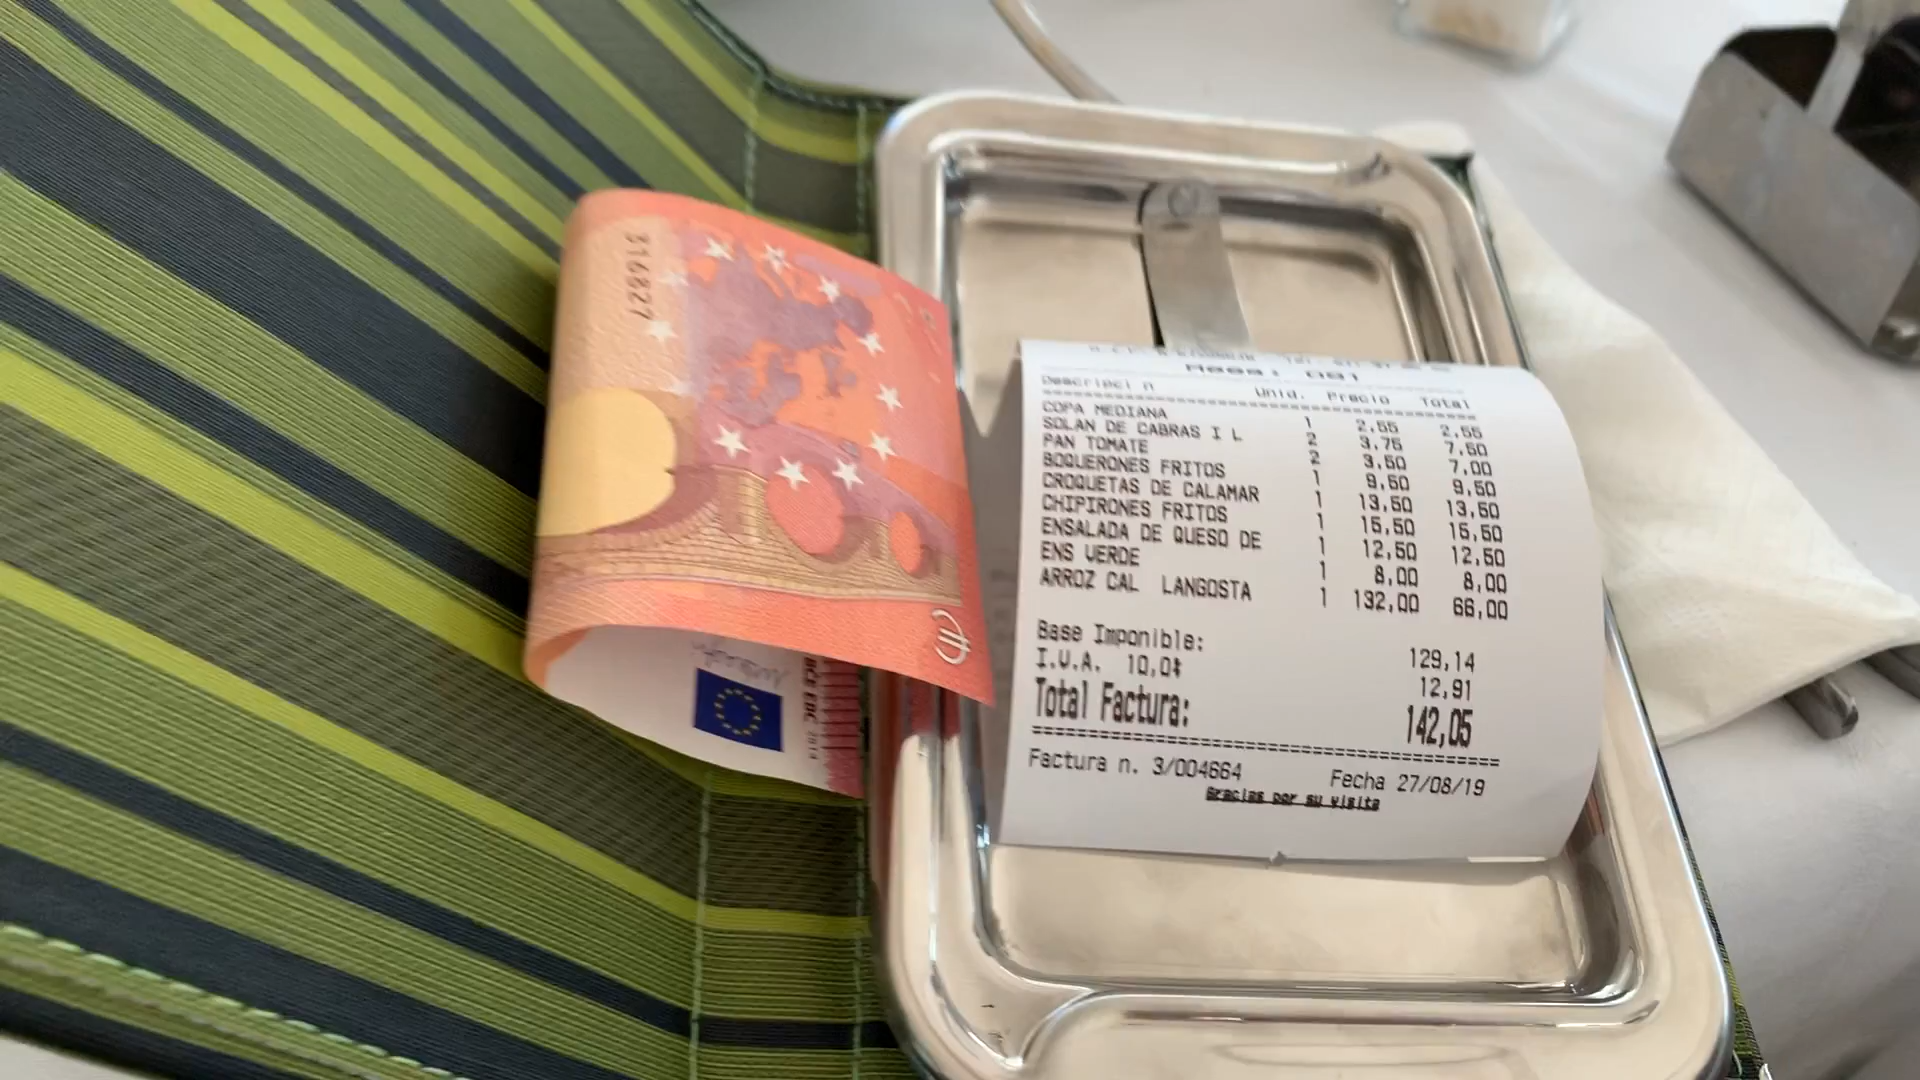 316827
BCE EBC 2014
Descripci n Unid. Precio Total
COPA MEDIANA 1 2,55 2,55
SOLAN DE CABRAS I L 2 3,75 7,50
PAN TOMATE 2 3,50 7,00
BOQUERONES FRITOS 1 9,50 9,50
CROQUETAS DE CALAMAR 1 13,50 13,50
CHIPIRONES FRITOS 1 15,50 15,50
ENSALADA DE QUESO DE 1 12,50 12,50
ENS VERDE 1 8,00 8,00
ARROZ CAL LANGOSTA 1 132,00 66,00
Base Imponible: 129,14
I.V.A. 10,0% 12,91
Total Factura: 142,05
Factura n. 3/004664 Fecha 27/08/19
Gracias por su visita